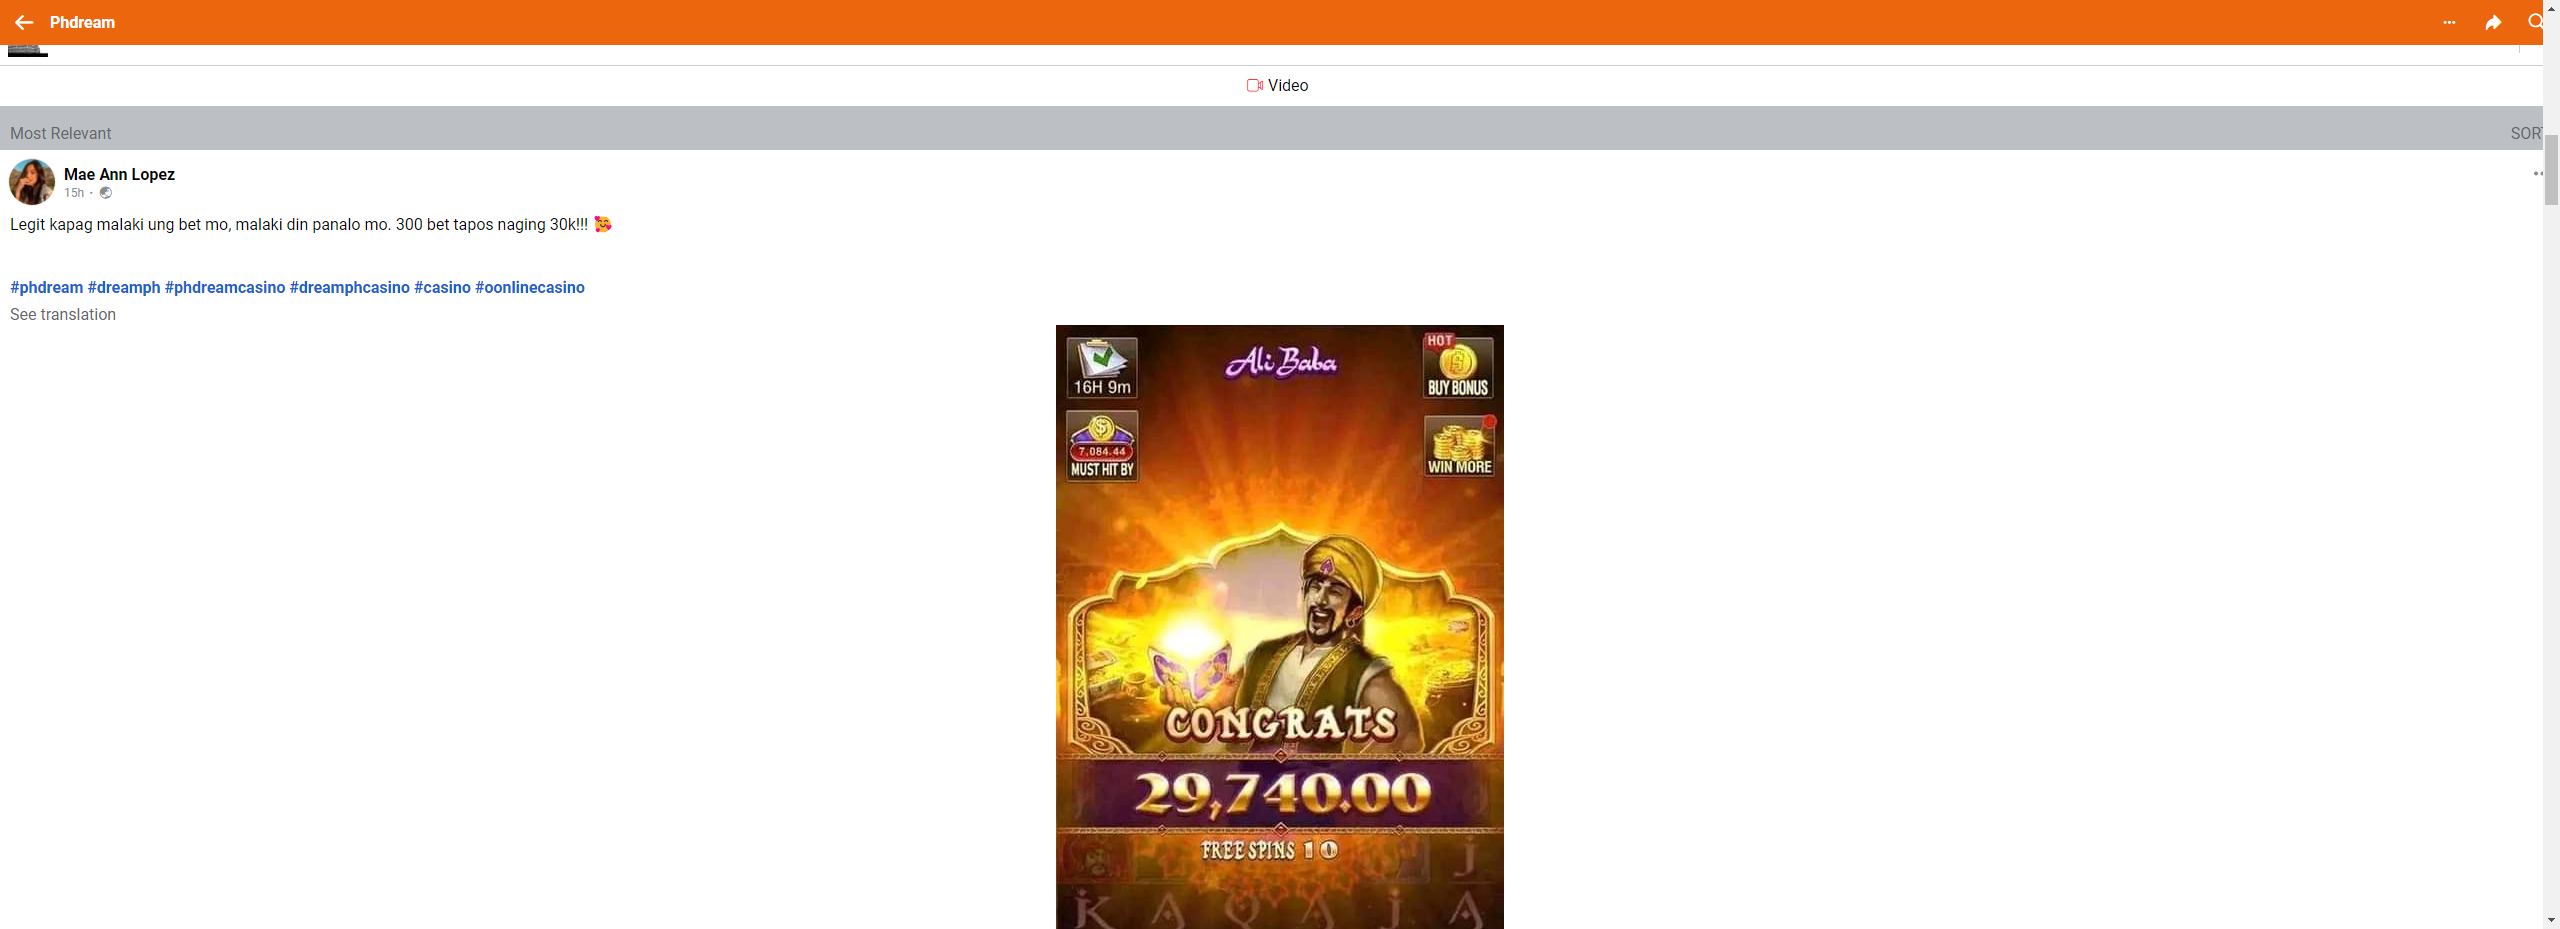 Phdream
Video
Most Relevant
SORT
Mae Ann Lopez
15h ·
Legit kapag malaki ung bet mo, malaki din panalo mo. 300 bet tapos naging 30k!!! 🥰
#phdream #dreamph #phdreamcasino #dreamphcasino #casino #oonlinecasino
See translation
16H 9m
Ali Baba
HOT
BUY BONUS
7,084.44
MUST HIT BY
WIN MORE
CONGRATS
29,740.00
FREE SPINS 10
J
K A Q A J A